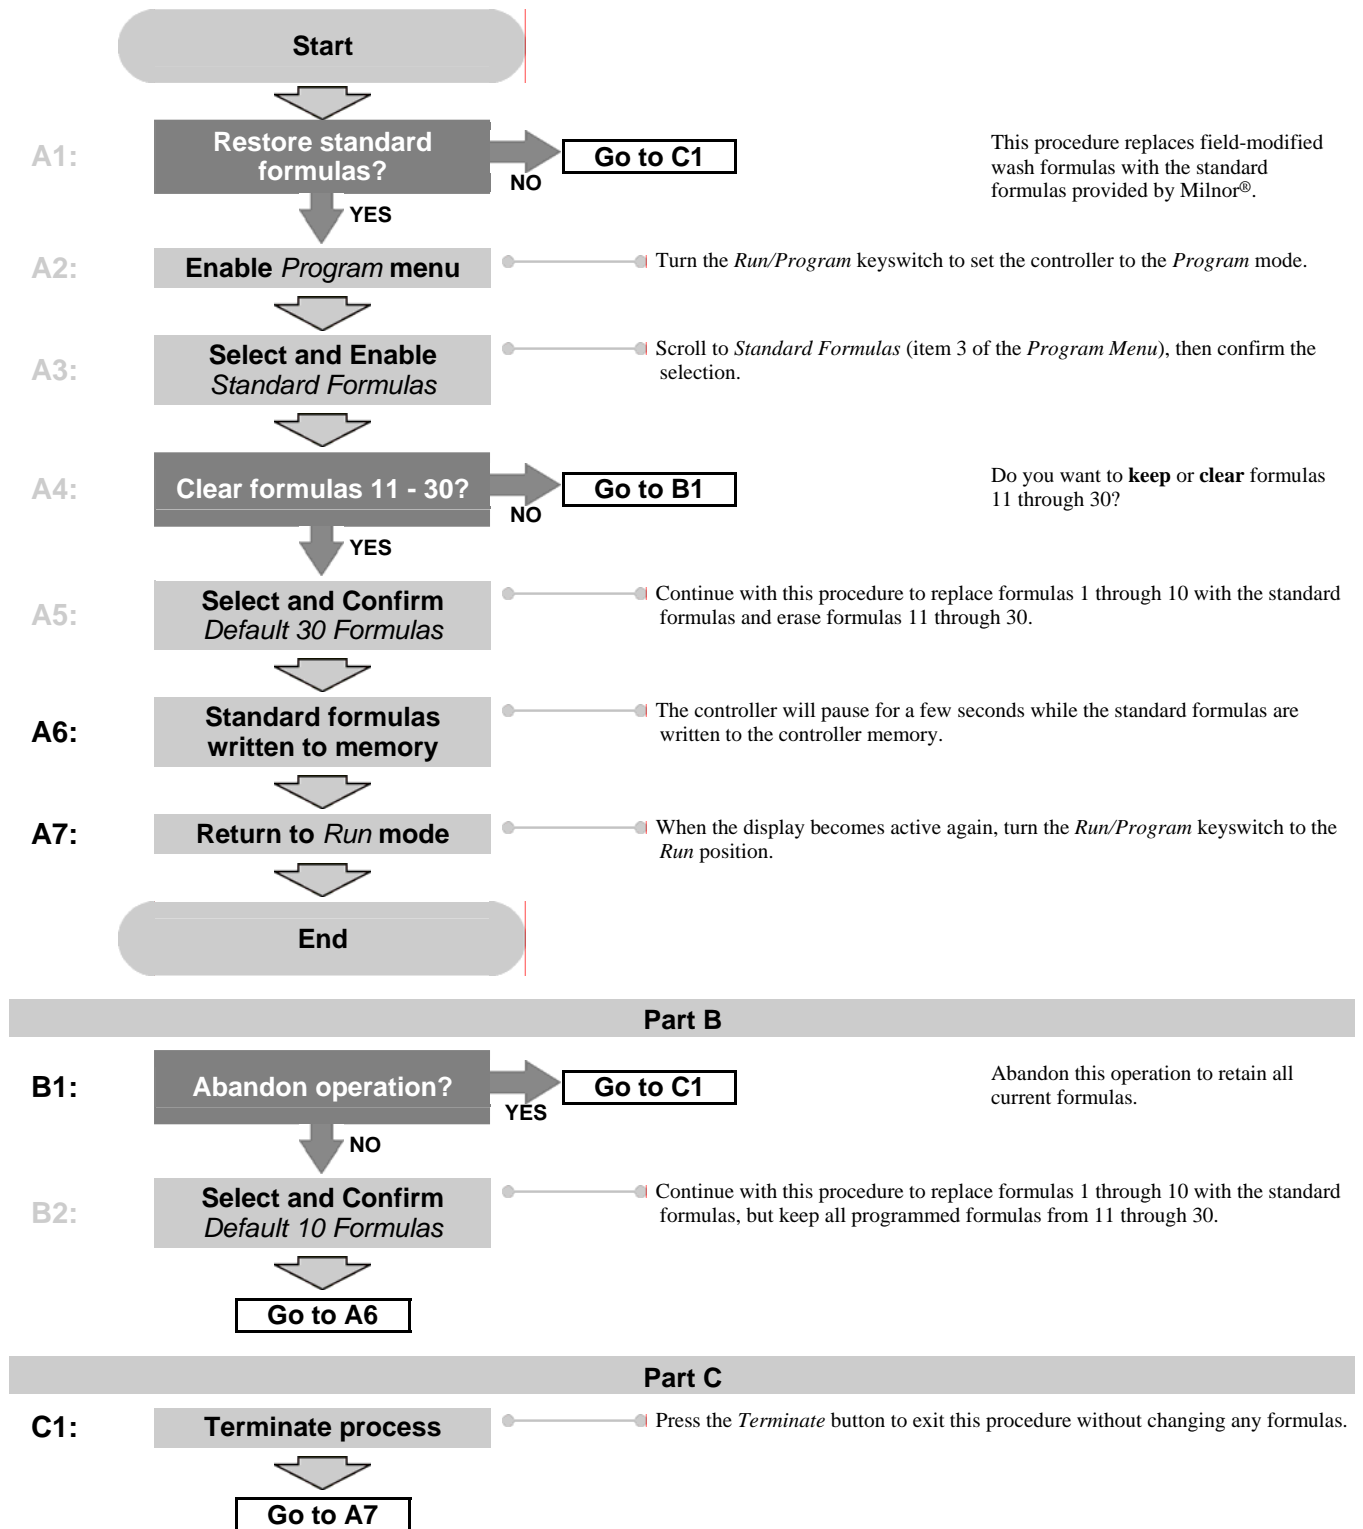 Start
A1:
Restore standard
formulas?
NO
Go to C1
This procedure replaces field-modified
wash formulas with the standard
formulas provided by Milnor®.
YES
A2:
Enable Program menu
Turn the Run/Program keyswitch to set the controller to the Program mode.
A3:
Select and Enable
Standard Formulas
Scroll to Standard Formulas (item 3 of the Program Menu), then confirm the
selection.
A4:
Clear formulas 11 - 30?
NO
Go to B1
Do you want to keep or clear formulas
11 through 30?
YES
A5:
Select and Confirm
Default 30 Formulas
Continue with this procedure to replace formulas 1 through 10 with the standard
formulas and erase formulas 11 through 30.
A6:
Standard formulas
written to memory
The controller will pause for a few seconds while the standard formulas are
written to the controller memory.
A7:
Return to Run mode
When the display becomes active again, turn the Run/Program keyswitch to the
Run position.
End
Part B
B1:
Abandon operation?
YES
Go to C1
Abandon this operation to retain all
current formulas.
NO
B2:
Select and Confirm
Default 10 Formulas
Continue with this procedure to replace formulas 1 through 10 with the standard
formulas, but keep all programmed formulas from 11 through 30.
Go to A6
Part C
C1:
Terminate process
Press the Terminate button to exit this procedure without changing any formulas.
Go to A7